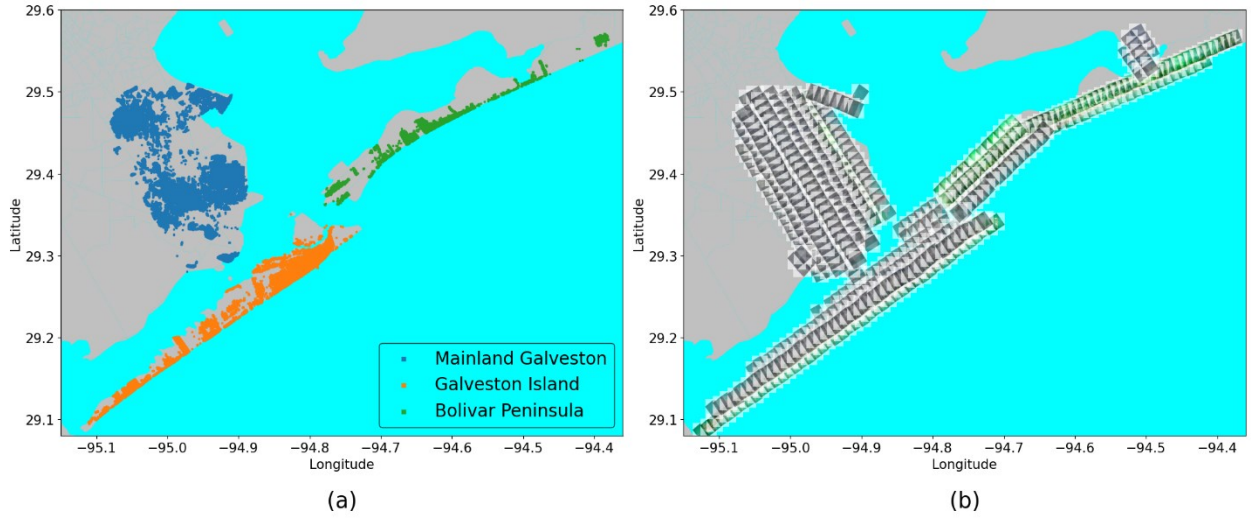 29.6
29.5
29.4
29.3
29.2
29.1
Latitude
−95.1 −95.0 −94.9 −94.8 −94.7 −94.6 −94.5 −94.4
Longitude
Mainland Galveston
Galveston Island
Bolivar Peninsula
(a)
29.6
29.5
29.4
29.3
29.2
29.1
Latitude
−95.1 −95.0 −94.9 −94.8 −94.7 −94.6 −94.5 −94.4
Longitude
(b)